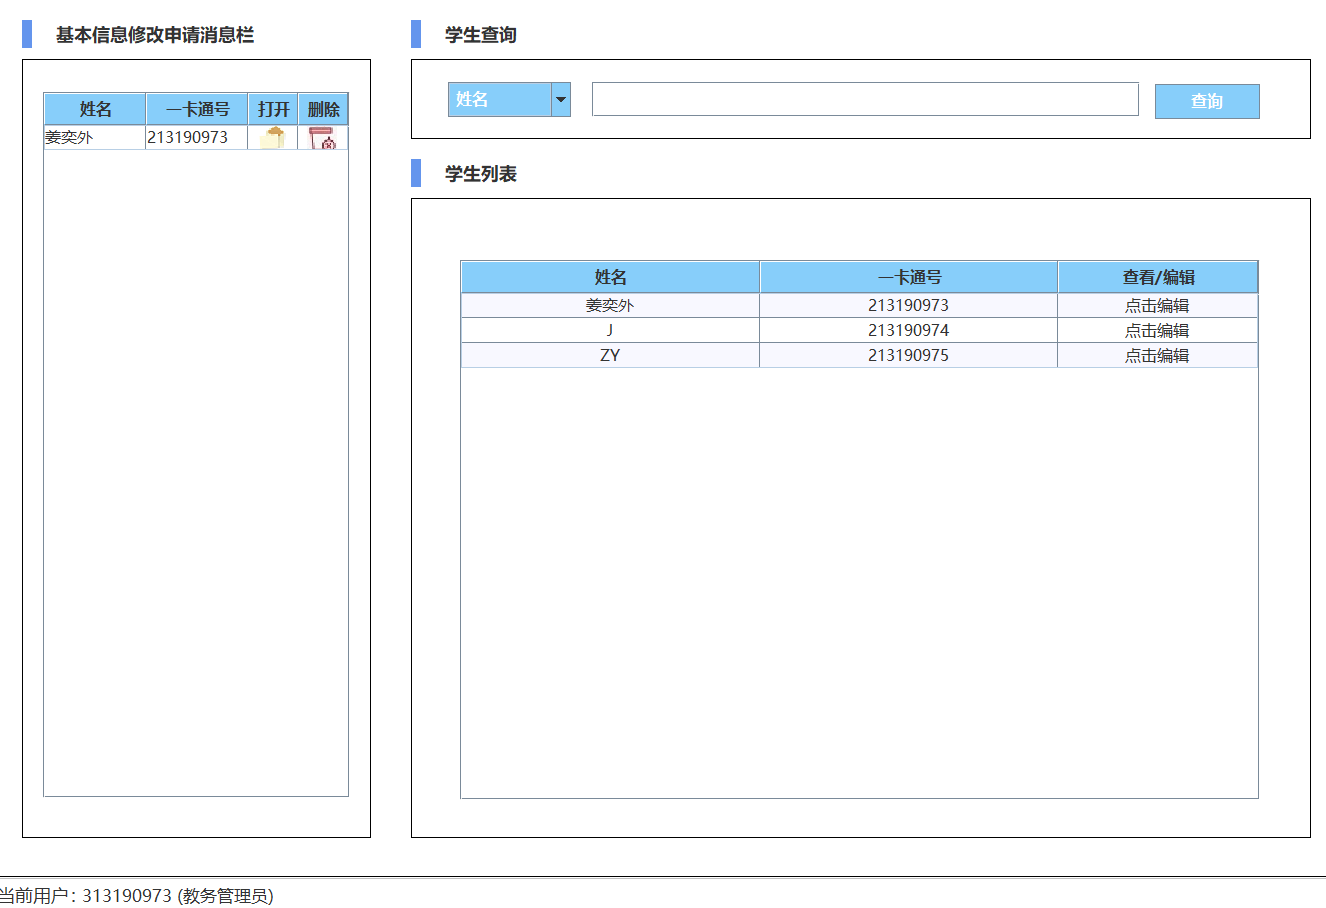 基本信息修改申请消息栏
姓名 一卡通号 打开 删除
姜奕外 213190973
学生查询
姓名 查询
学生列表
姓名 一卡通号 查看/编辑
姜奕外 213190973 点击编辑
J 213190974 点击编辑
ZY 213190975 点击编辑
当前用户: 313190973 (教务管理员)